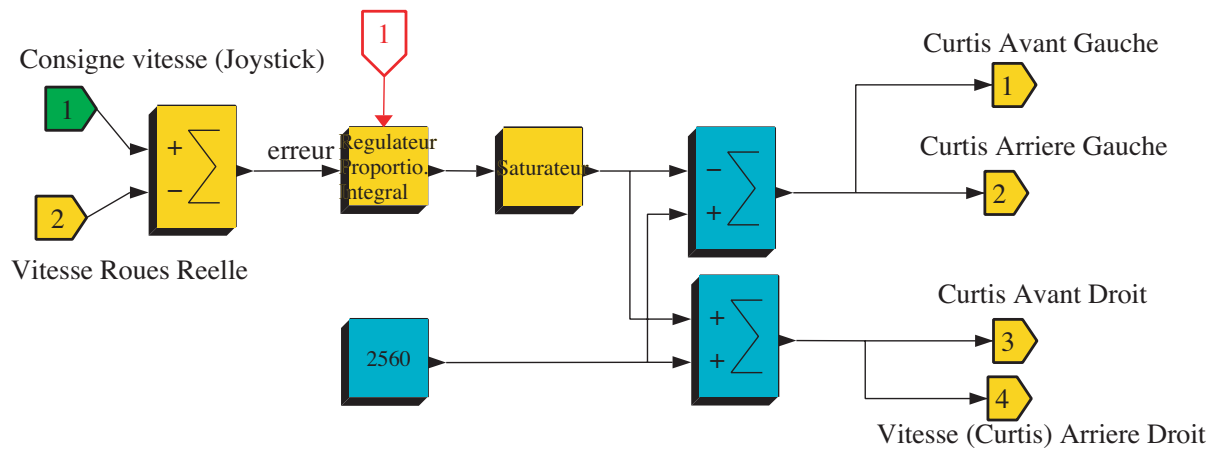 Consigne vitesse (Joystick)
1
2
Vitesse Roues Reelle
+
−
∑
erreur
1
Regulateur
Proportio.
Integral
Saturateur
2560
−
+
∑
+
+
∑
Curtis Avant Gauche
1
Curtis Arriere Gauche
2
Curtis Avant Droit
3
4
Vitesse (Curtis) Arriere Droit